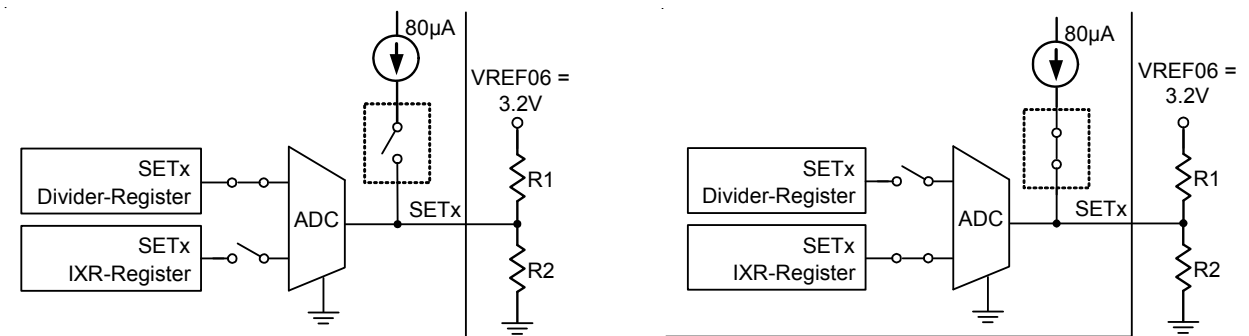 80µA
VREF06 =
3.2V
SETx
Divider-Register
R1
ADC
SETx
SETx
IXR-Register
R2
80µA
VREF06 =
3.2V
SETx
Divider-Register
R1
ADC
SETx
SETx
IXR-Register
R2